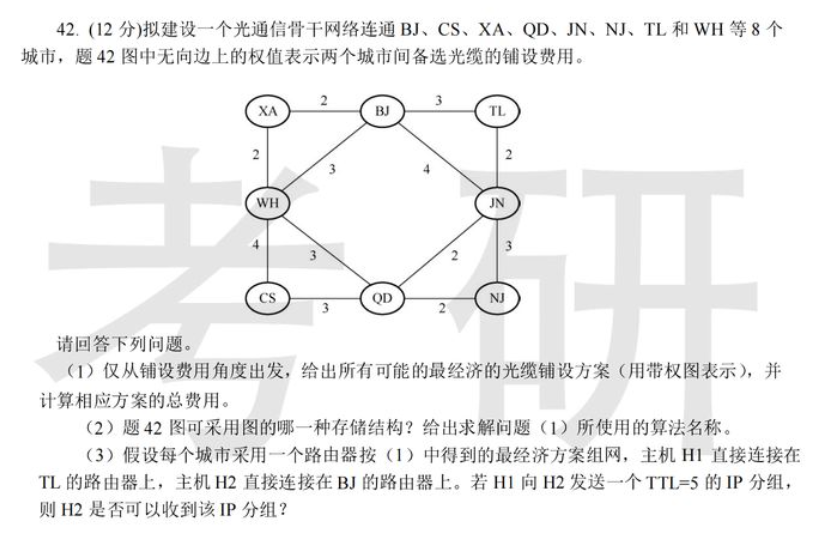 42. (12 分)拟建设一个光通信骨干网络连通 BJ、CS、XA、QD、JN、NJ、TL 和 WH 等 8 个
城市，题 42 图中无向边上的权值表示两个城市间备选光缆的铺设费用。
XA 2 BJ 3 TL
2 3 4 2
WH JN
4 3 2 3
CS 3 QD 2 NJ
请回答下列问题。
（1）仅从铺设费用角度出发，给出所有可能的最经济的光缆铺设方案（用带权图表示），并
计算相应方案的总费用。
（2）题 42 图可采用图的哪一种存储结构？给出求解问题（1）所使用的算法名称。
（3）假设每个城市采用一个路由器按（1）中得到的最经济方案组网，主机 H1 直接连接在
TL 的路由器上，主机 H2 直接连接在 BJ 的路由器上。若 H1 向 H2 发送一个 TTL=5 的 IP 分组，
则 H2 是否可以收到该 IP 分组？
考研